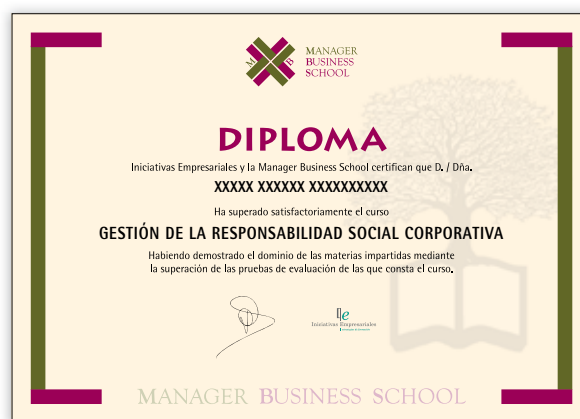 MANAGER
BUSINESS
SCHOOL
M B
DIPLOMA
Iniciativas Empresariales y la Manager Business School certifican que D. / Dña.
XXXXX XXXXXX XXXXXXXXXX
Ha superado satisfactoriamente el curso
GESTIÓN DE LA RESPONSABILIDAD SOCIAL CORPORATIVA
Habiendo demostrado el dominio de las materias impartidas mediante
la superación de las pruebas de evaluación de las que consta el curso.
Ie
Iniciativas Empresariales
MANAGER BUSINESS SCHOOL